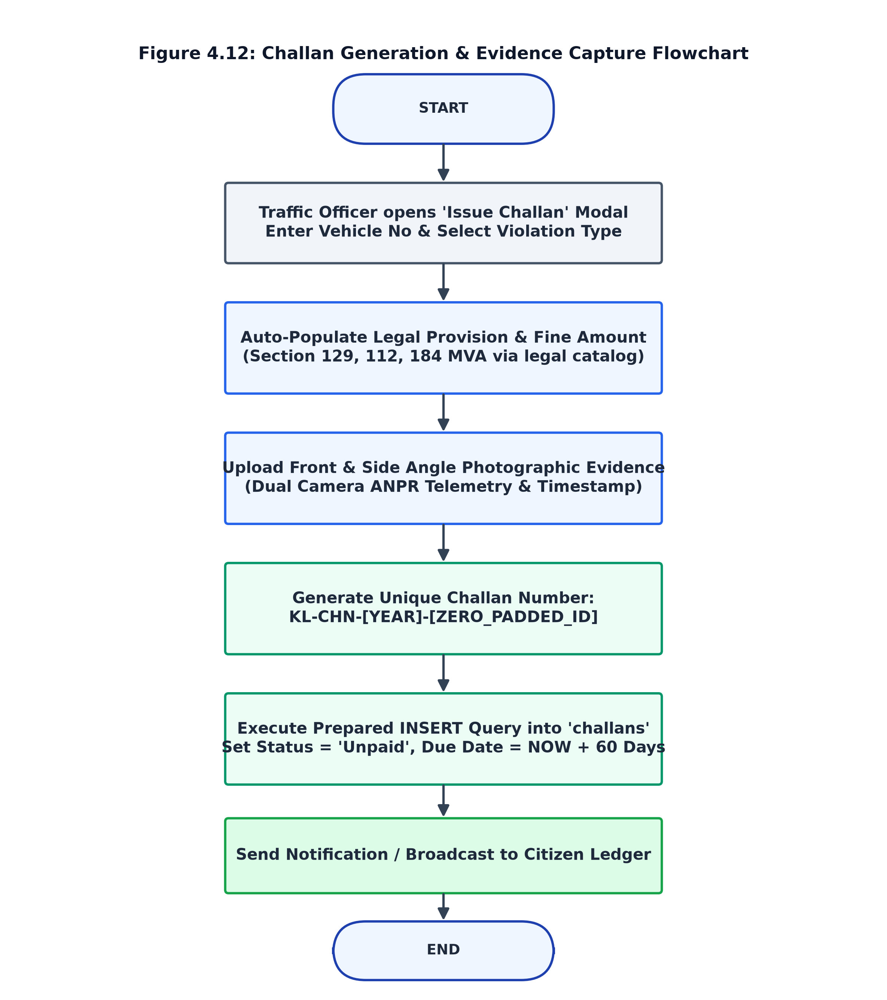 Figure 4.12: Challan Generation & Evidence Capture Flowchart
START
Traffic Officer opens 'Issue Challan' Modal
Enter Vehicle No & Select Violation Type
Auto-Populate Legal Provision & Fine Amount
(Section 129, 112, 184 MVA via legal catalog)
Upload Front & Side Angle Photographic Evidence
(Dual Camera ANPR Telemetry & Timestamp)
Generate Unique Challan Number:
KL-CHN-[YEAR]-[ZERO_PADDED_ID]
Execute Prepared INSERT Query into 'challans'
Set Status = 'Unpaid', Due Date = NOW + 60 Days
Send Notification / Broadcast to Citizen Ledger
END